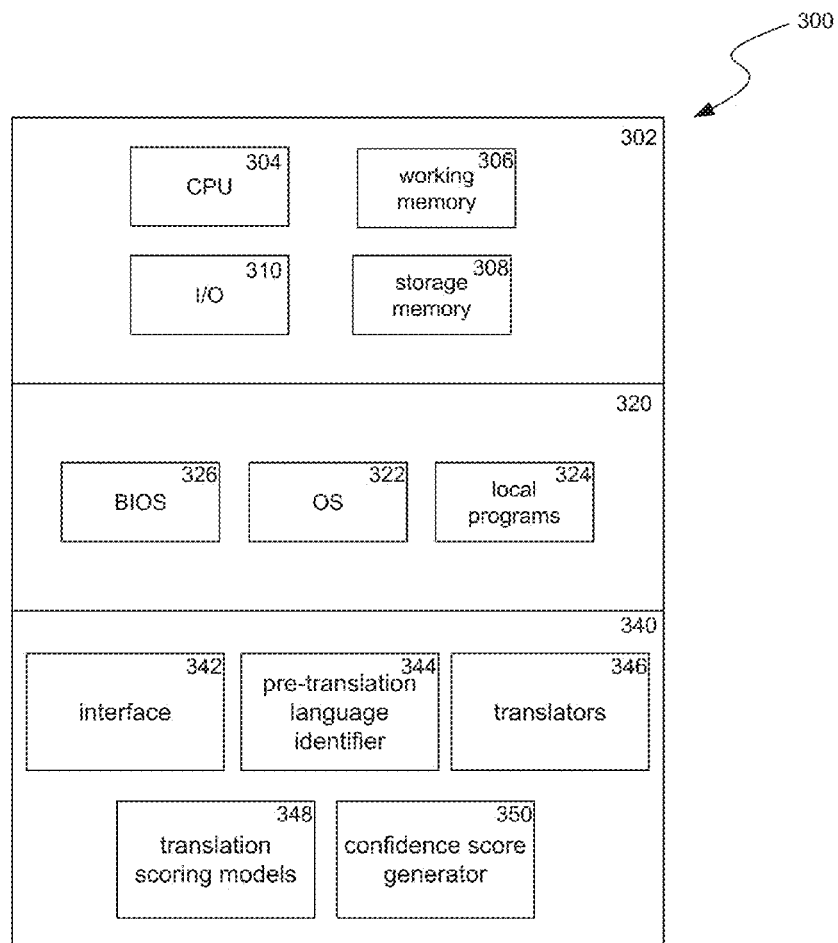 300
302
304
CPU
306
working
memory
310
I/O
308
storage
memory
320
326
BIOS
322
OS
324
local
programs
340
342
interface
344
pre-translation
language
identifier
346
translators
348
translation
scoring models
350
confidence score
generator